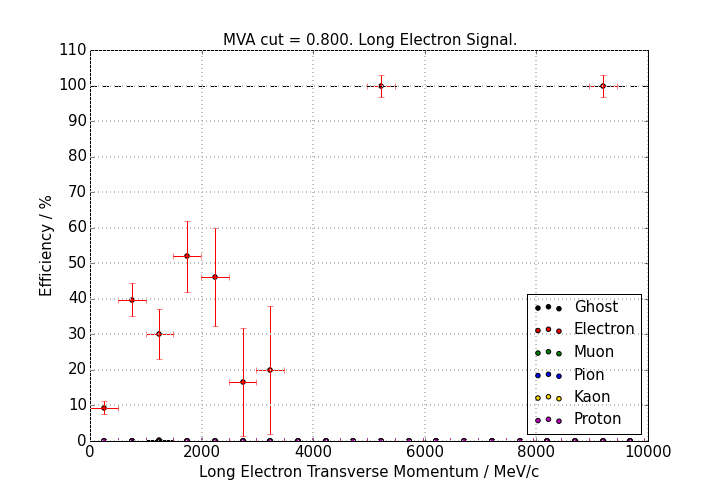 MVA cut = 0.800. Long Electron Signal.
110
100
90
80
70
60
50
40
30
20
10
0
Efficiency / %
Ghost
Electron
Muon
Pion
Kaon
Proton
0 2000 4000 6000 8000 10000
Long Electron Transverse Momentum / MeV/c